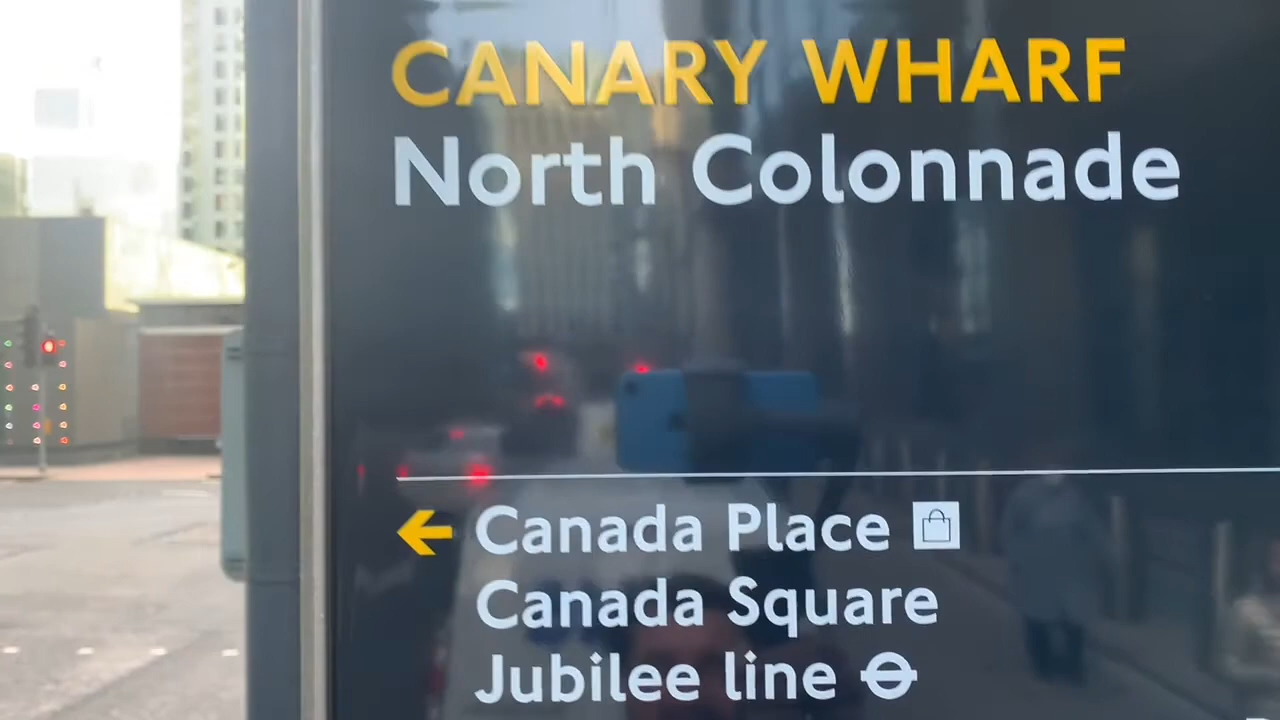 CANARY WHARF
North Colonnade
Canada Place
Canada Square
Jubilee line